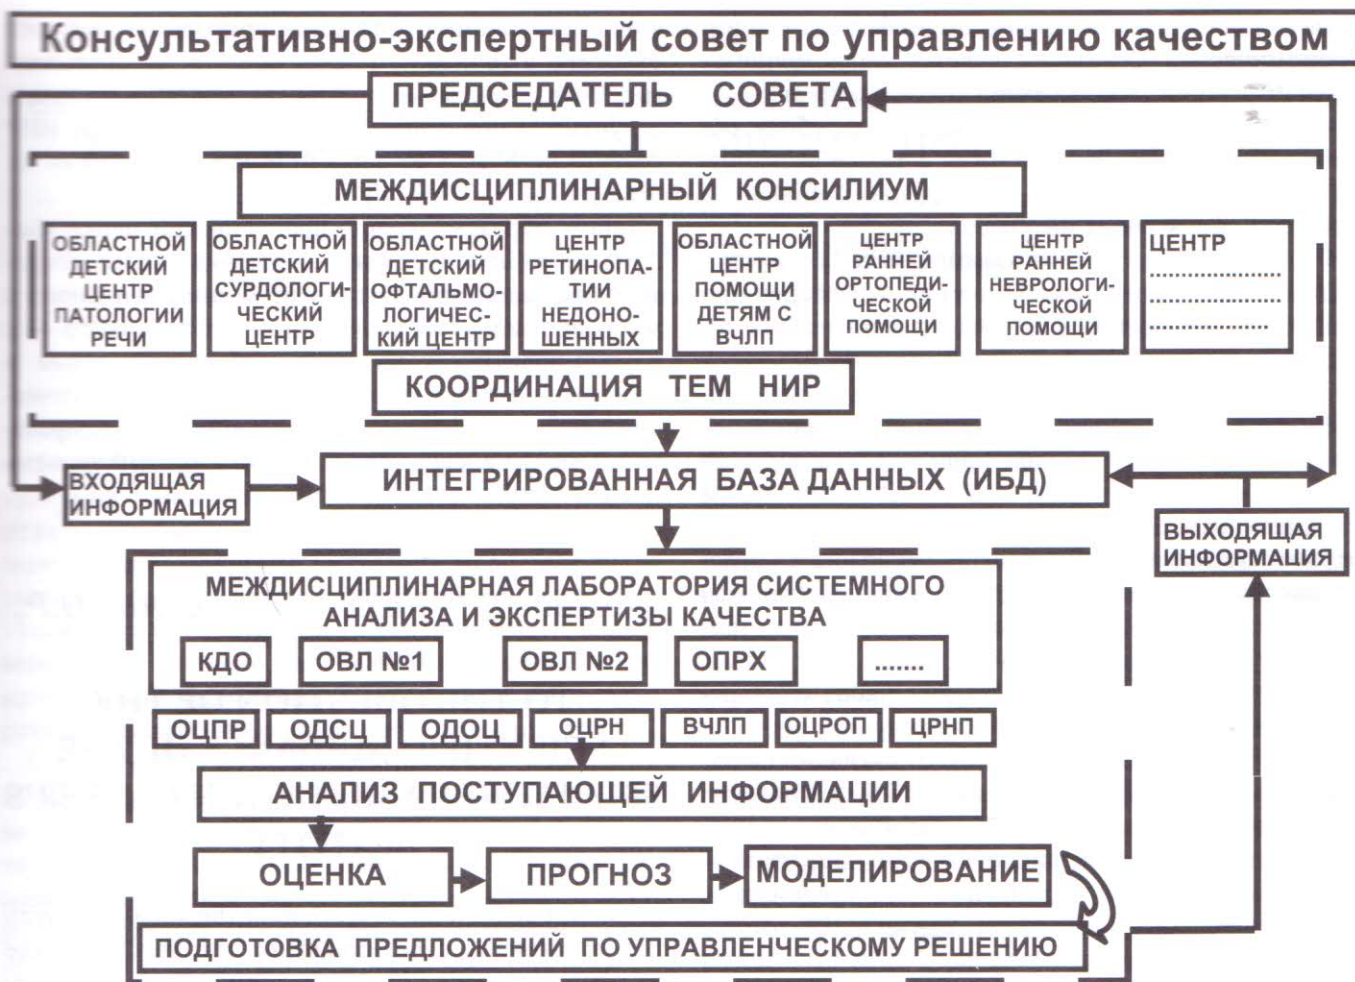 Консультативно-экспертный совет по управлению качеством
ПРЕДСЕДАТЕЛЬ СОВЕТА
МЕЖДИСЦИПЛИНАРНЫЙ КОНСИЛИУМ
ОБЛАСТНОЙ
ДЕТСКИЙ
ЦЕНТР
ПАТОЛОГИИ
РЕЧИ
ОБЛАСТНОЙ
ДЕТСКИЙ
СУРДОЛОГИ-
ЧЕСКИЙ
ЦЕНТР
ОБЛАСТНОЙ
ДЕТСКИЙ
ОФТАЛЬМО-
ЛОГИЧЕС-
КИЙ ЦЕНТР
ЦЕНТР
РЕТИНОПА-
ТИИ
НЕДОНО-
ШЕННЫХ
ОБЛАСТНОЙ
ЦЕНТР
ПОМОЩИ
ДЕТЯМ С
ВЧЛП
ЦЕНТР
РАННЕЙ
ОРТОПЕДИ-
ЧЕСКОЙ
ПОМОЩИ
ЦЕНТР
РАННЕЙ
НЕВРОЛОГИ-
ЧЕСКОЙ
ПОМОЩИ
ЦЕНТР
....................
....................
..................
КООРДИНАЦИЯ ТЕМ НИР
ВХОДЯЩАЯ
ИНФОРМАЦИЯ
ИНТЕГРИРОВАННАЯ БАЗА ДАННЫХ (ИБД)
ВЫХОДЯЩАЯ
ИНФОРМАЦИЯ
МЕЖДИСЦИПЛИНАРНАЯ ЛАБОРАТОРИЯ СИСТЕМНОГО
АНАЛИЗА И ЭКСПЕРТИЗЫ КАЧЕСТВА
КДО ОВЛ №1 ОВЛ №2 ОПРХ .......
ОЦПР ОДСЦ ОДОЦ ОЦРН ВЧЛП ОЦРОП ЦРНП
АНАЛИЗ ПОСТУПАЮЩЕЙ ИНФОРМАЦИИ
ОЦЕНКА ПРОГНОЗ МОДЕЛИРОВАНИЕ
ПОДГОТОВКА ПРЕДЛОЖЕНИЙ ПО УПРАВЛЕНЧЕСКОМУ РЕШЕНИЮ